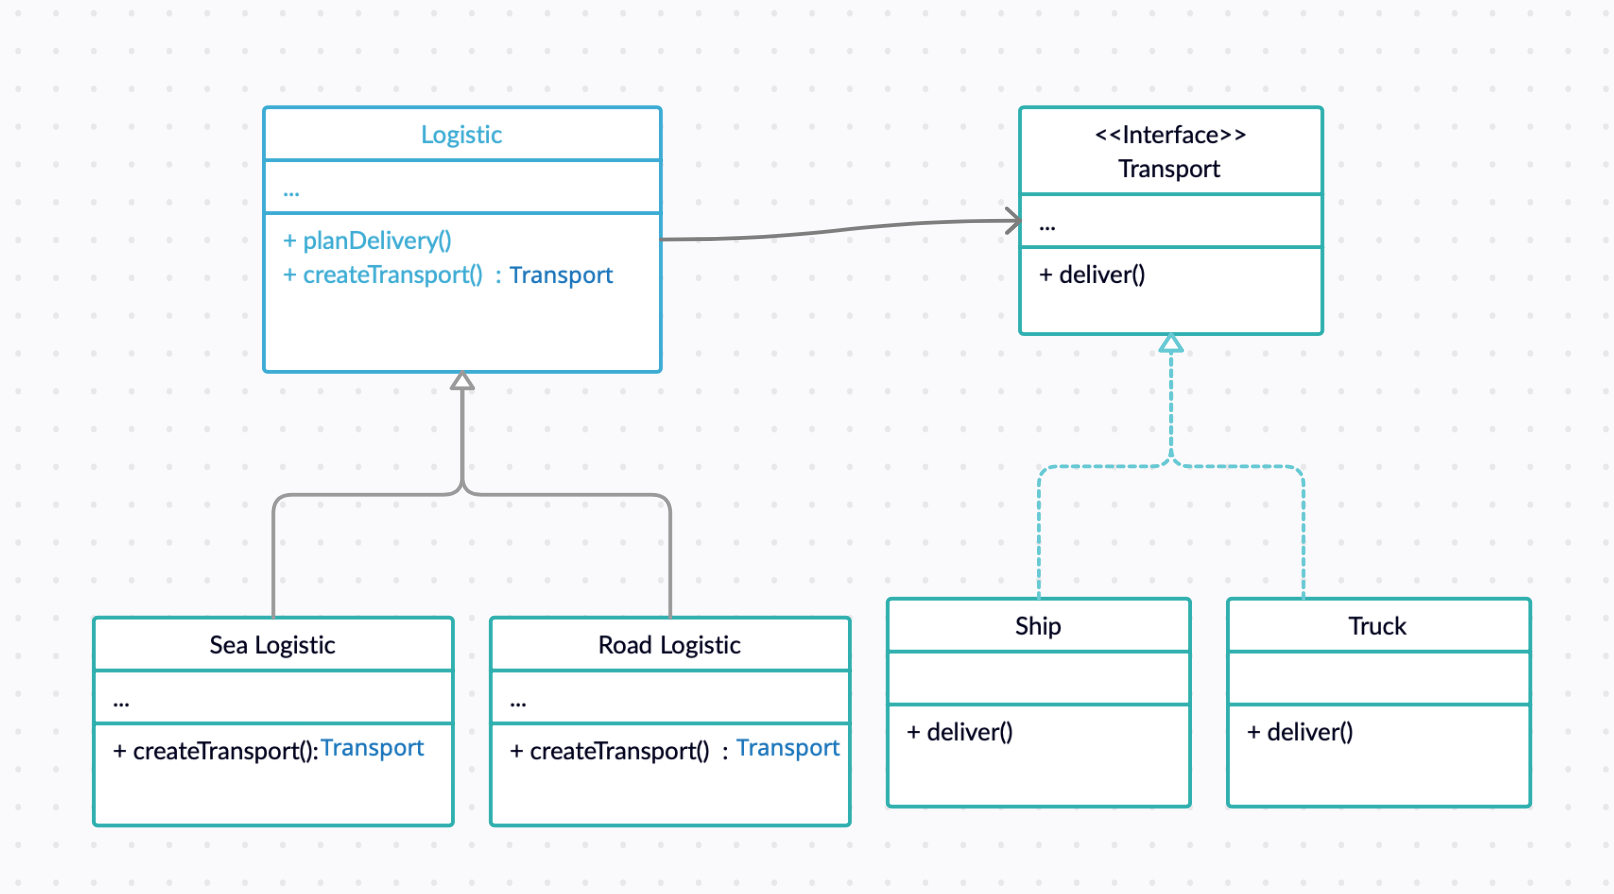 Logistic
...
+ planDelivery()
+ createTransport() : Transport
<<Interface>>
Transport
...
+ deliver()
Sea Logistic
...
+ createTransport():Transport
Road Logistic
...
+ createTransport() : Transport
Ship
+ deliver()
Truck
+ deliver()